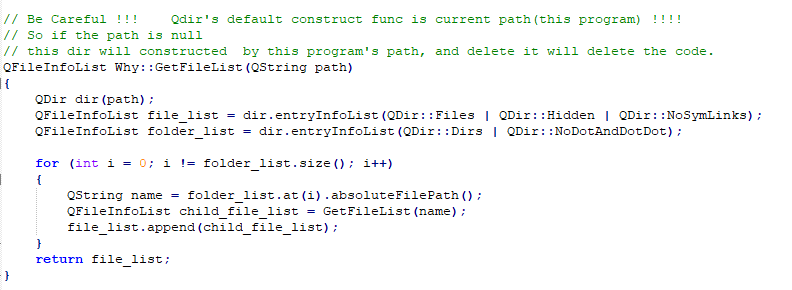 // Be Careful !!!    Qdir's default construct func is current path(this program) !!!!
// So if the path is null
// this dir will constructed  by this program's path, and delete it will delete the code.
QFileInfoList Why::GetFileList(QString path)
{
    QDir dir(path);
    QFileInfoList file_list = dir.entryInfoList(QDir::Files | QDir::Hidden | QDir::NoSymLinks);
    QFileInfoList folder_list = dir.entryInfoList(QDir::Dirs | QDir::NoDotAndDotDot);

    for (int i = 0; i != folder_list.size(); i++)
    {
        QString name = folder_list.at(i).absoluteFilePath();
        QFileInfoList child_file_list = GetFileList(name);
        file_list.append(child_file_list);
    }
    return file_list;
}